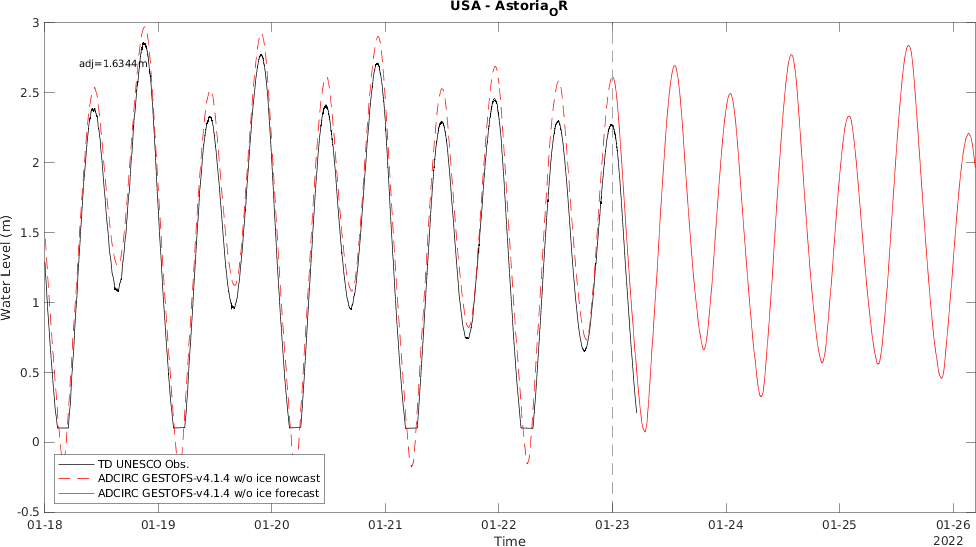 USA - Astoria_OR
adj=1.6344m
3
2.5
2
1.5
1
0.5
0
-0.5
Water Level (m)
TD UNESCO Obs.
ADCIRC GESTOFS-v4.1.4 w/o ice nowcast
ADCIRC GESTOFS-v4.1.4 w/o ice forecast
01-18 01-19 01-20 01-21 01-22 01-23 01-24 01-25 01-26
Time
2022